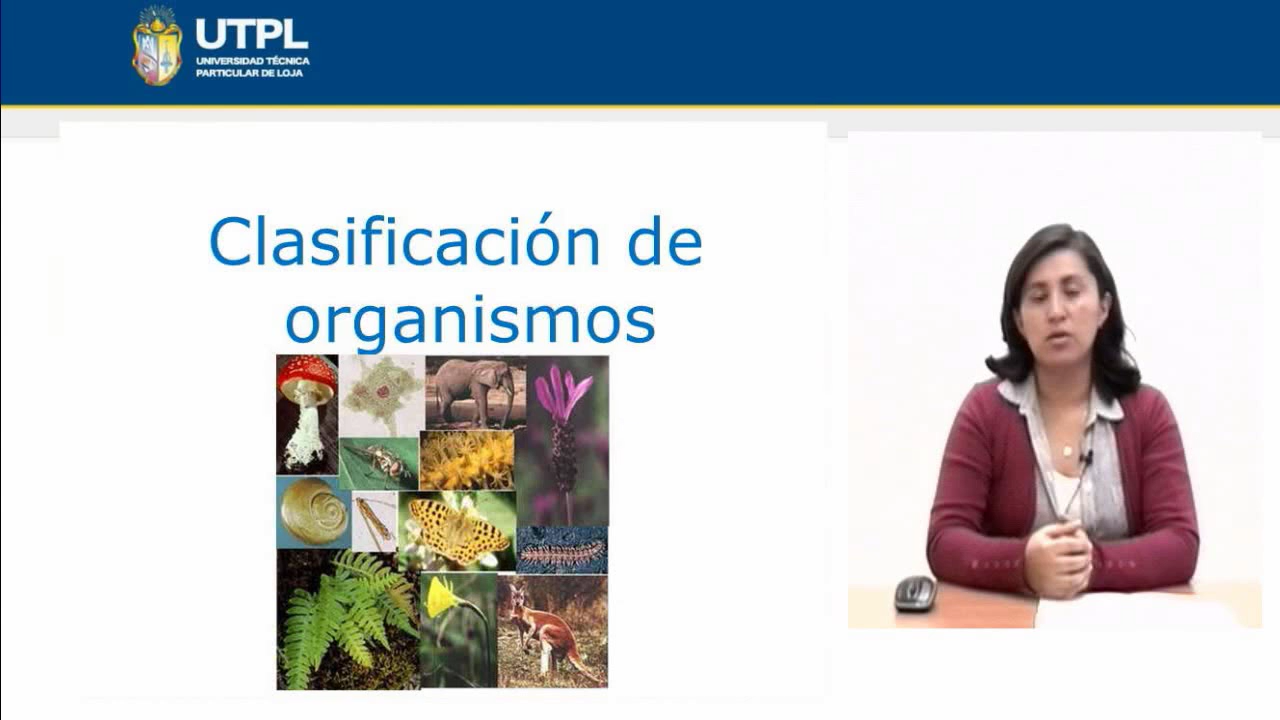 UTPL
UNIVERSIDAD TÉCNICA
PARTICULAR DE LOJA
Clasificación de
organismos